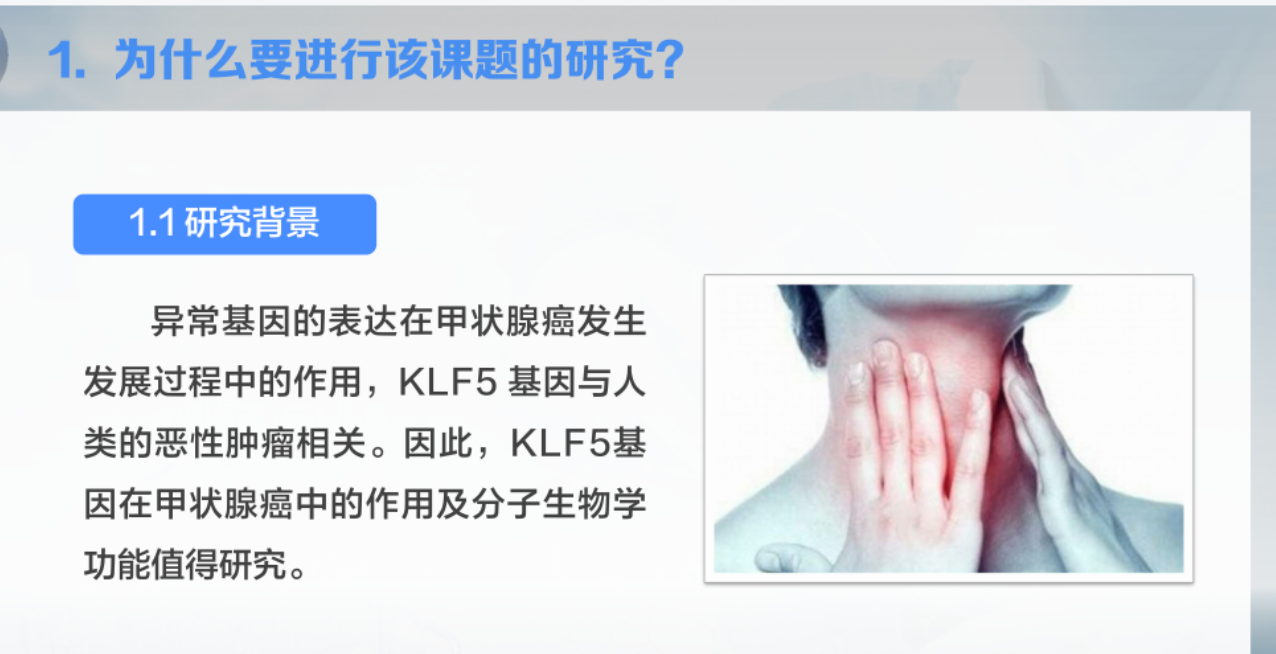 1. 为什么要进行该课题的研究?
1.1 研究背景
异常基因的表达在甲状腺癌发生
发展过程中的作用，KLF5 基因与人
类的恶性肿瘤相关。因此，KLF5基
因在甲状腺癌中的作用及分子生物学
功能值得研究。